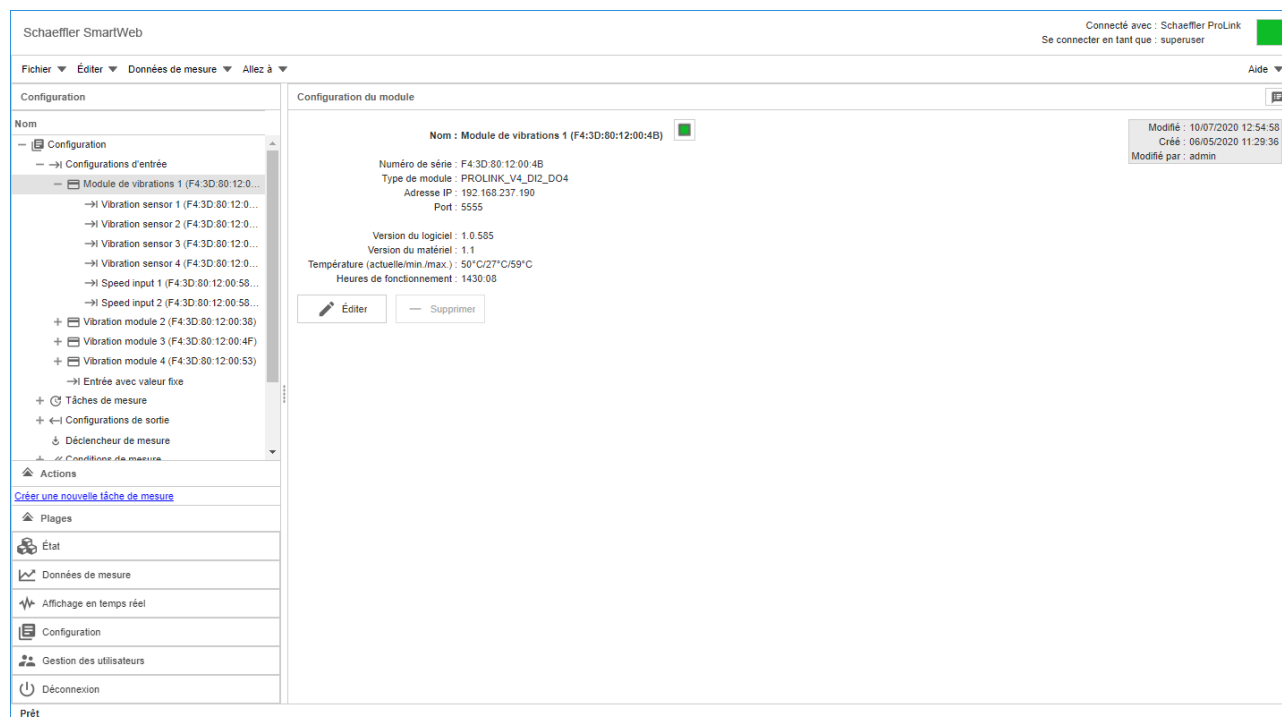 Schaeffler SmartWeb
Connecté avec : Schaeffler ProLink
Se connecter en tant que : superuser
Fichier Éditer Données de mesure Allez à Aide
Configuration
Nom
Configuration
Configurations d'entrée
Module de vibrations 1 (F4:3D:80:12:0...
Vibration sensor 1 (F4:3D:80:12:0...
Vibration sensor 2 (F4:3D:80:12:0...
Vibration sensor 3 (F4:3D:80:12:0...
Vibration sensor 4 (F4:3D:80:12:0...
Speed input 1 (F4:3D:80:12:00:58...
Speed input 2 (F4:3D:80:12:00:58...
Vibration module 2 (F4:3D:80:12:00:38)
Vibration module 3 (F4:3D:80:12:00:4F)
Vibration module 4 (F4:3D:80:12:00:53)
Entrée avec valeur fixe
Tâches de mesure
Configurations de sortie
Déclencheur de mesure
Conditions de mesure
Actions
Créer une nouvelle tâche de mesure
Plages
État
Données de mesure
Affichage en temps réel
Configuration
Gestion des utilisateurs
Déconnexion
Configuration du module
Nom : Module de vibrations 1 (F4:3D:80:12:00:4B)
Numéro de série : F4:3D:80:12:00:4B
Type de module : PROLINK_V4_DI2_DO4
Adresse IP : 192.168.237.190
Port : 5555
Version du logiciel : 1.0.585
Version du matériel : 1.1
Température (actuelle/min./max.) : 50°C/27°C/59°C
Heures de fonctionnement : 1430:08
Éditer
Supprimer
Modifié : 10/07/2020 12:54:58
Créé : 06/05/2020 11:29:36
Modifié par : admin
Prêt